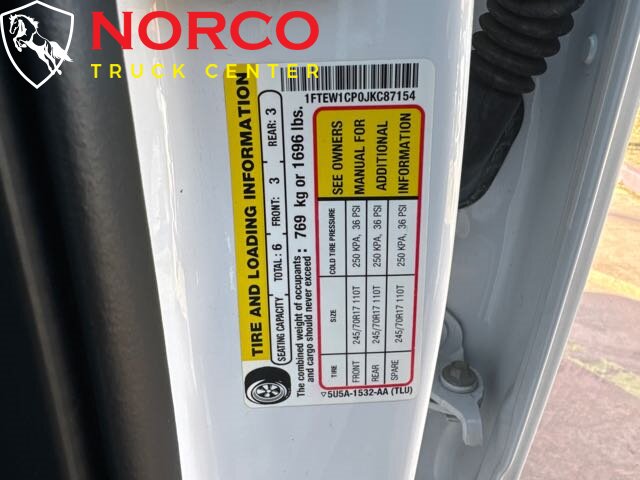 NORCO
TRUCK CENTER
TIRE AND LOADING INFORMATION
SEATING CAPACITY TOTAL: 6 FRONT: 3 REAR: 3
The combined weight of occupants and cargo should never exceed: 769 kg or 1696 lbs.
TIRE SIZE COLD TIRE PRESSURE
FRONT 245/70R17 110T 250 KPA, 36 PSI
REAR 245/70R17 110T 250 KPA, 36 PSI
SPARE 245/70R17 110T 250 KPA, 36 PSI
SEE OWNERS
MANUAL FOR
ADDITIONAL
INFORMATION
5U5A-1532-AA (TLU)
1FTEW1CP0JKC87154